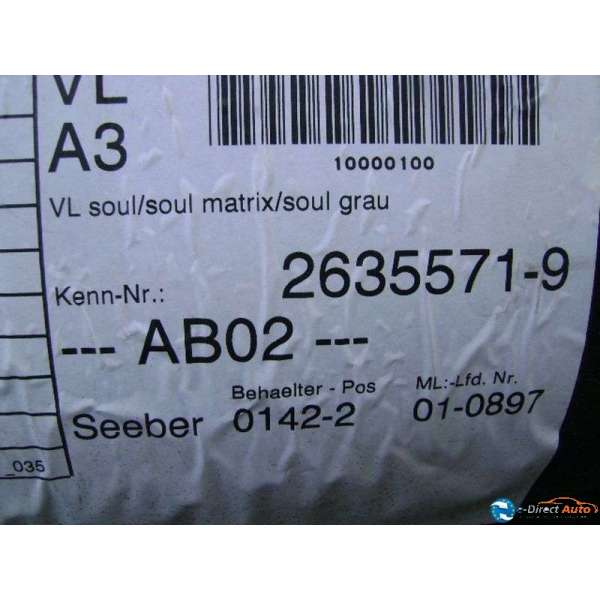 VL
A3
10000100
VL soul/soul matrix/soul grau
Kenn-Nr.: 2635571-9
--- AB02 ---
Behaelter - Pos ML:-Lfd. Nr.
Seeber 0142-2 01-0897
_035
e-Direct Auto